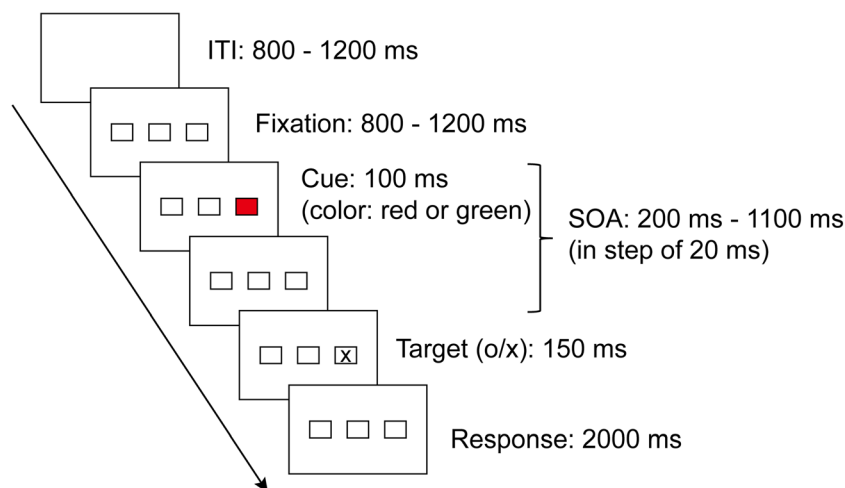 ITI: 800 - 1200 ms
Fixation: 800 - 1200 ms
Cue: 100 ms
(color: red or green)
SOA: 200 ms - 1100 ms
(in step of 20 ms)
Target (o/x): 150 ms
x
Response: 2000 ms